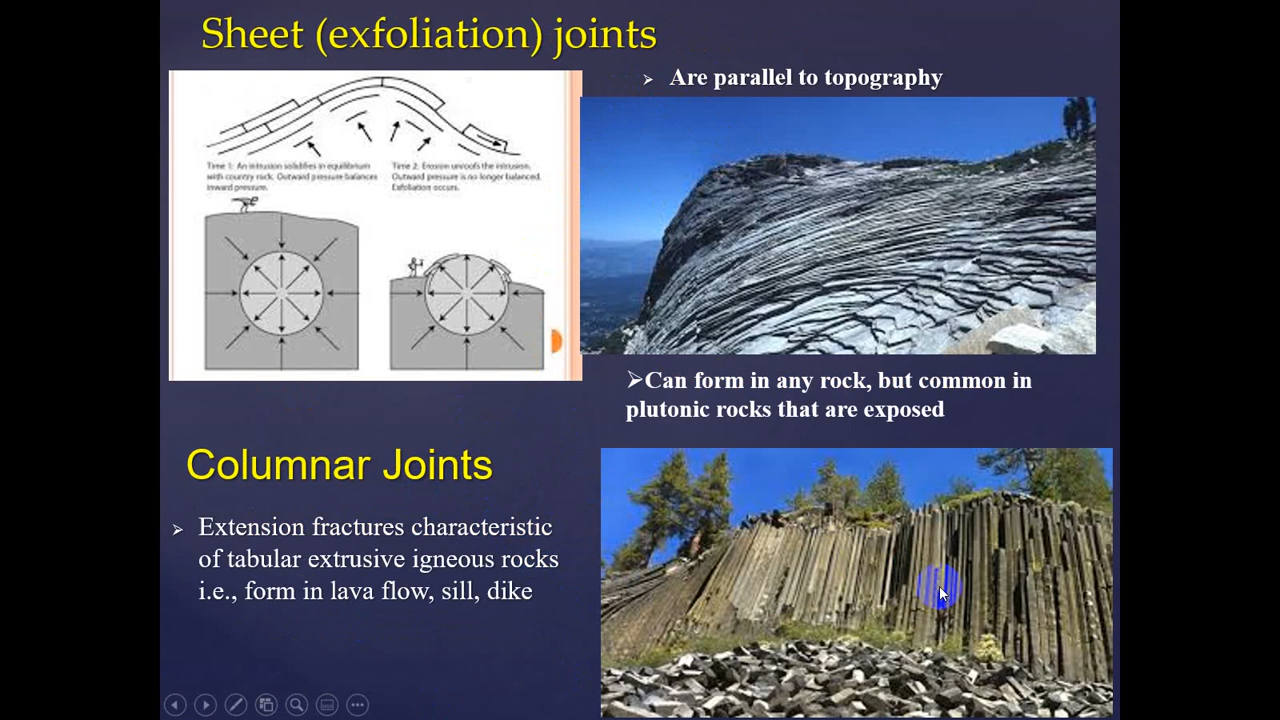 Sheet (exfoliation) joints
➢ Are parallel to topography
Time 1: An intrusion solidifies in equilibrium
with country rock. Outward pressure balances
inward pressure.
Time 2: Erosion unroofs the intrusion.
Outward pressure is no longer balanced.
Exfoliation occurs.
➢Can form in any rock, but common in
plutonic rocks that are exposed
Columnar Joints
➢ Extension fractures characteristic
of tabular extrusive igneous rocks
i.e., form in lava flow, sill, dike